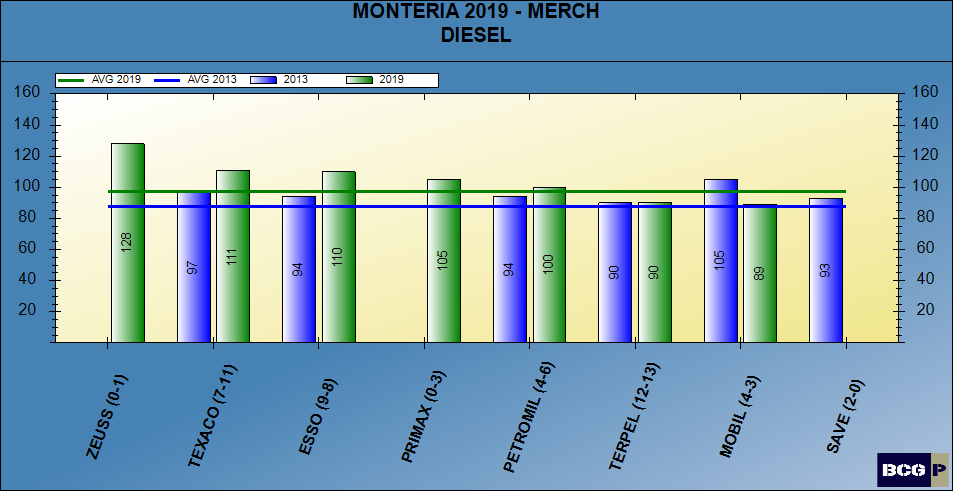 MONTERIA 2019 - MERCH
DIESEL
AVG 2019 AVG 2013 2013 2019
160 160
140 140
120 120
100 100
80 80
60 60
40 40
20 20
128 97 111 94 110 105 94 100 90 90 105 89 93
ZEUSS (0-1)
TEXACO (7-11)
ESSO (9-8)
PRIMAX (0-3)
PETROMIL (4-6)
TERPEL (12-13)
MOBIL (4-3)
SAVE (2-0)
BCG P